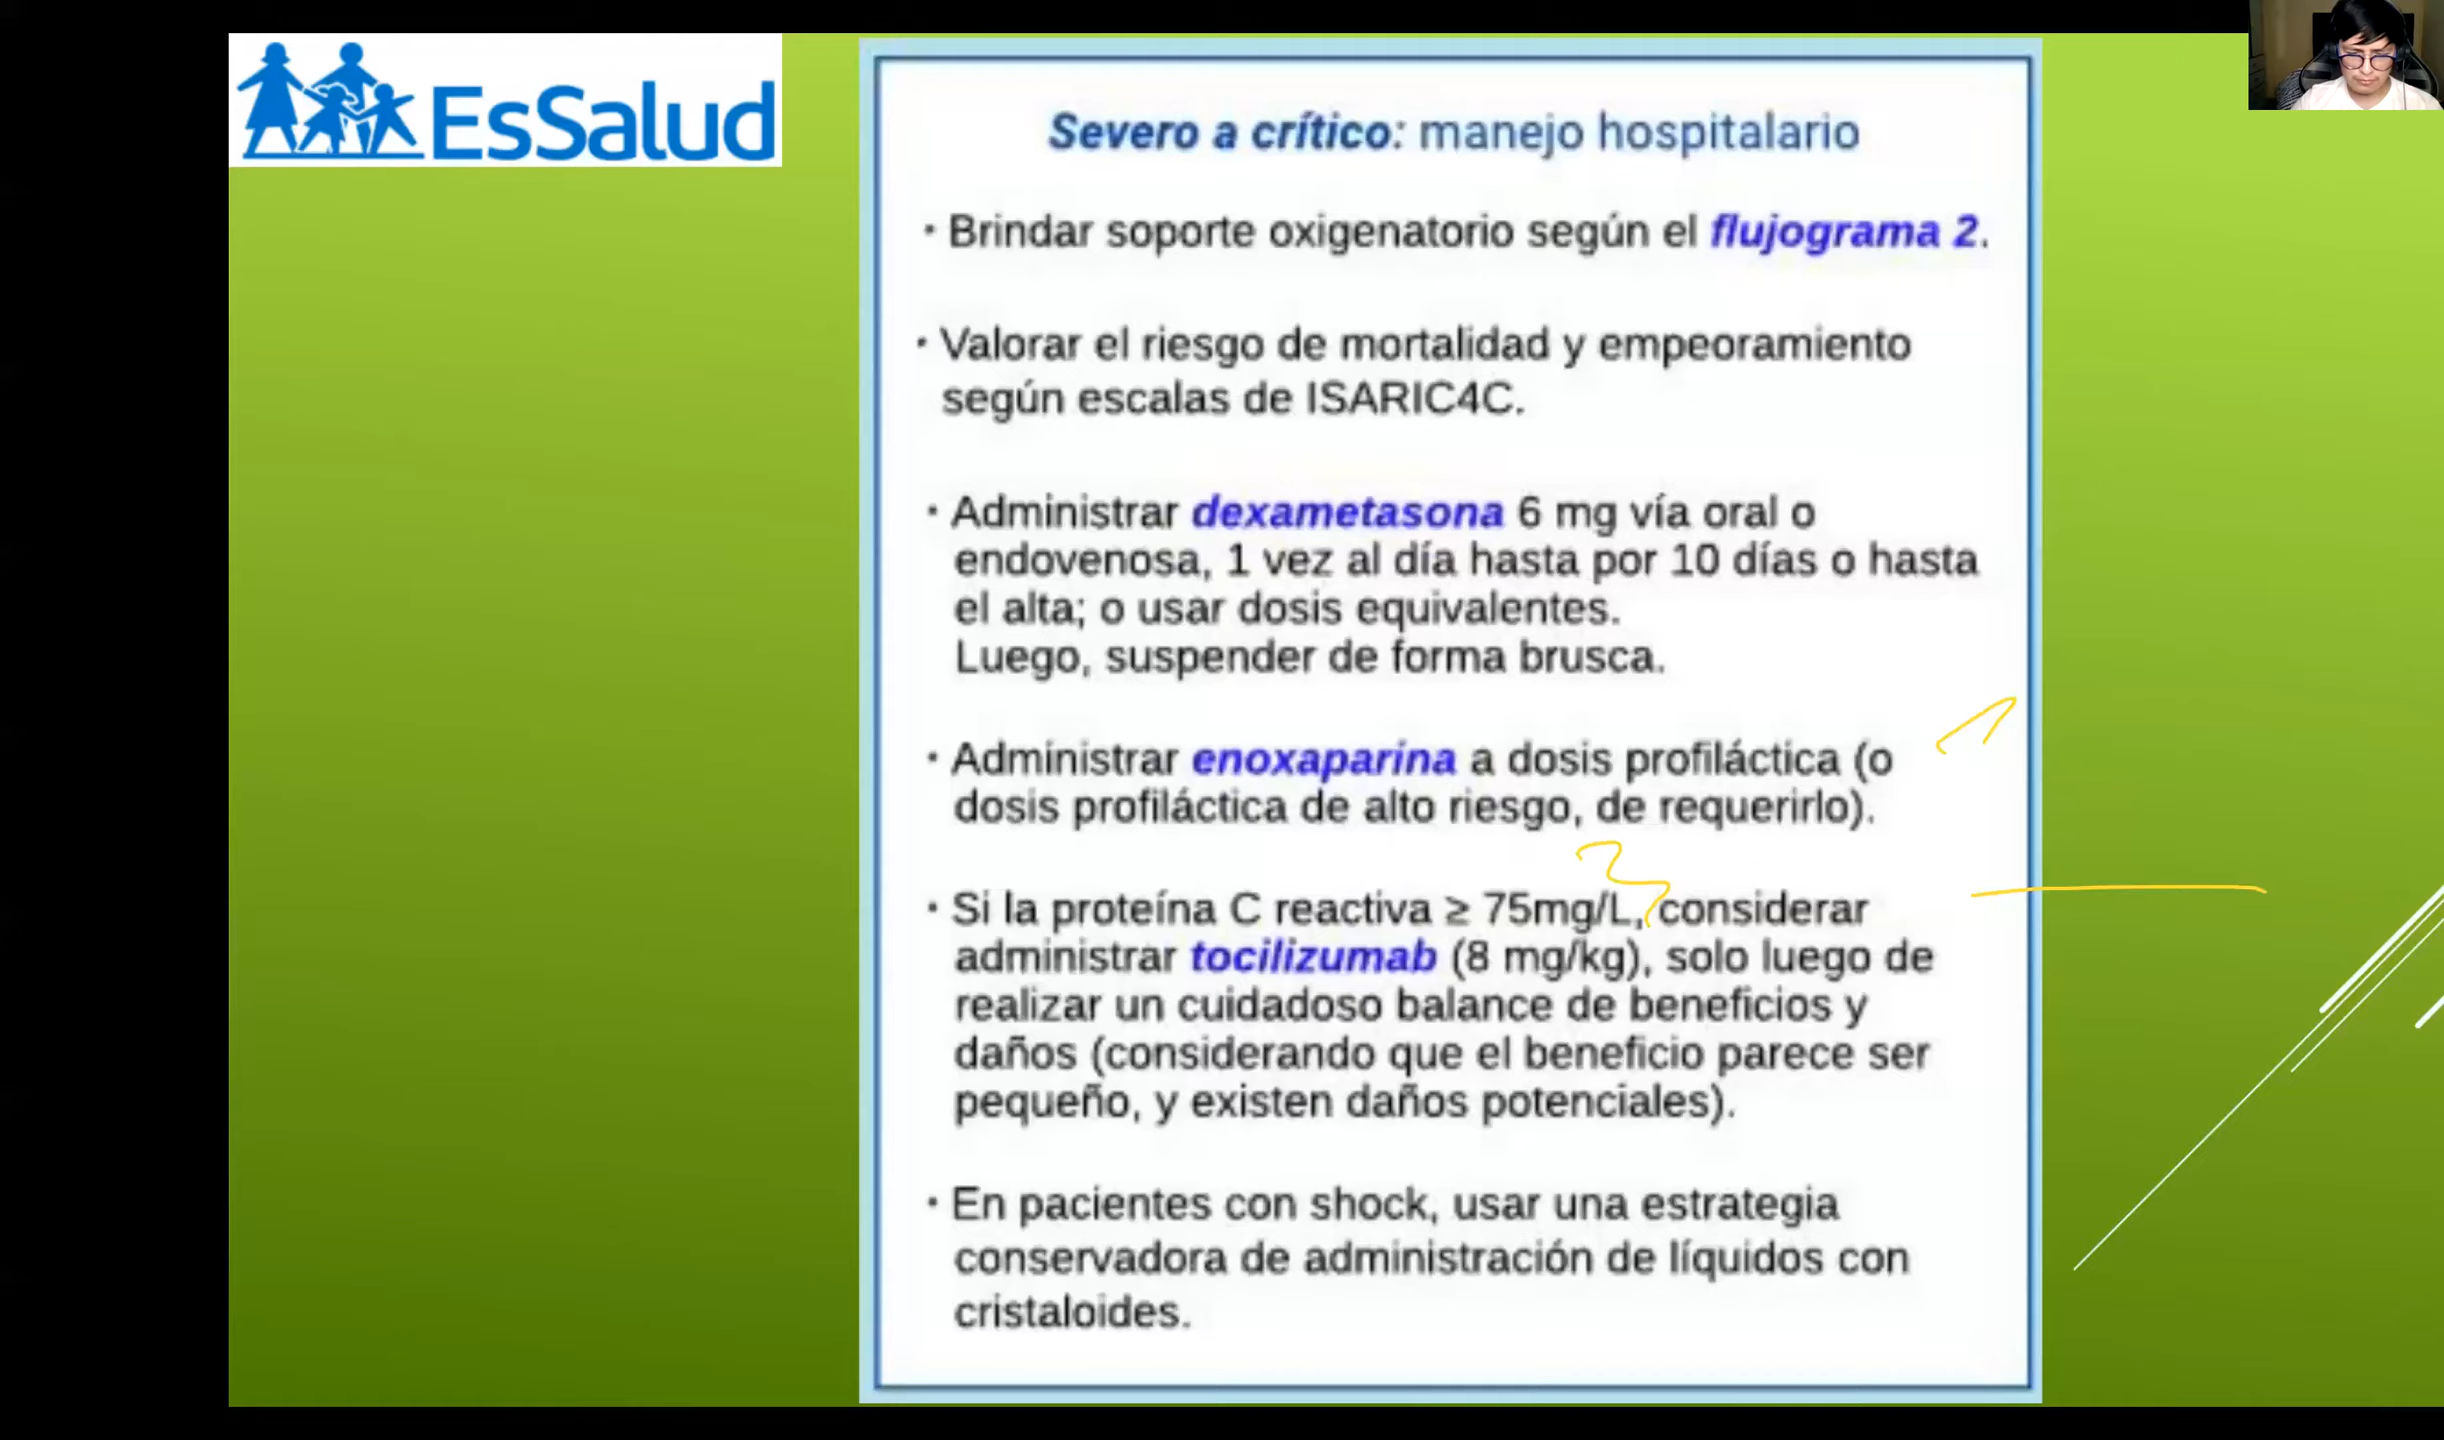 EsSalud
Severo a crítico: manejo hospitalario
· Brindar soporte oxigenatorio según el flujograma 2.
· Valorar el riesgo de mortalidad y empeoramiento
según escalas de ISARIC4C.
· Administrar dexametasona 6 mg vía oral o
endovenosa, 1 vez al día hasta por 10 días o hasta
el alta; o usar dosis equivalentes.
Luego, suspender de forma brusca.
· Administrar enoxaparina a dosis profiláctica (o
dosis profiláctica de alto riesgo, de requerirlo).
· Si la proteína C reactiva ≥ 75mg/L, considerar
administrar tocilizumab (8 mg/kg), solo luego de
realizar un cuidadoso balance de beneficios y
daños (considerando que el beneficio parece ser
pequeño, y existen daños potenciales).
· En pacientes con shock, usar una estrategia
conservadora de administración de líquidos con
cristaloides.